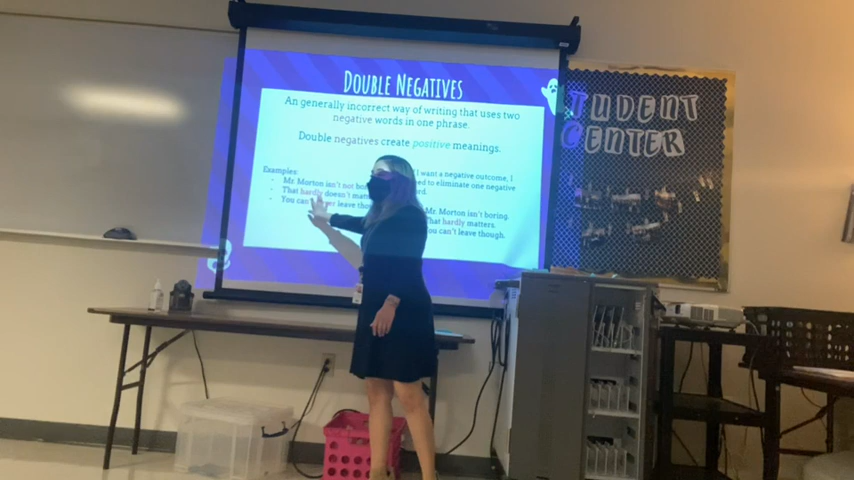 DOUBLE NEGATIVES
An generally incorrect way of writing that uses two
negative words in one phrase.
Double negatives create positive meanings.
Examples:
I want a negative outcome, I
- Mr. Morton isn't not
to eliminate one negative
- That hardly doesn't
- You can't leave
Mr. Morton isn't boring.
That hardly matters.
You can't leave though.
TUDENT
CENTER